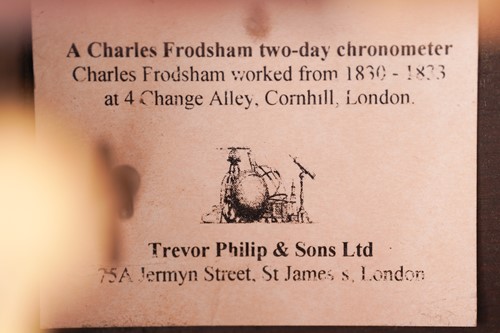 A Charles Frodsham two-day chronometer
Charles Frodsham worked from 1830 - 1833
at 4 Change Alley, Cornhill, London.
Trevor Philip & Sons Ltd
75A Jermyn Street, St James's, London